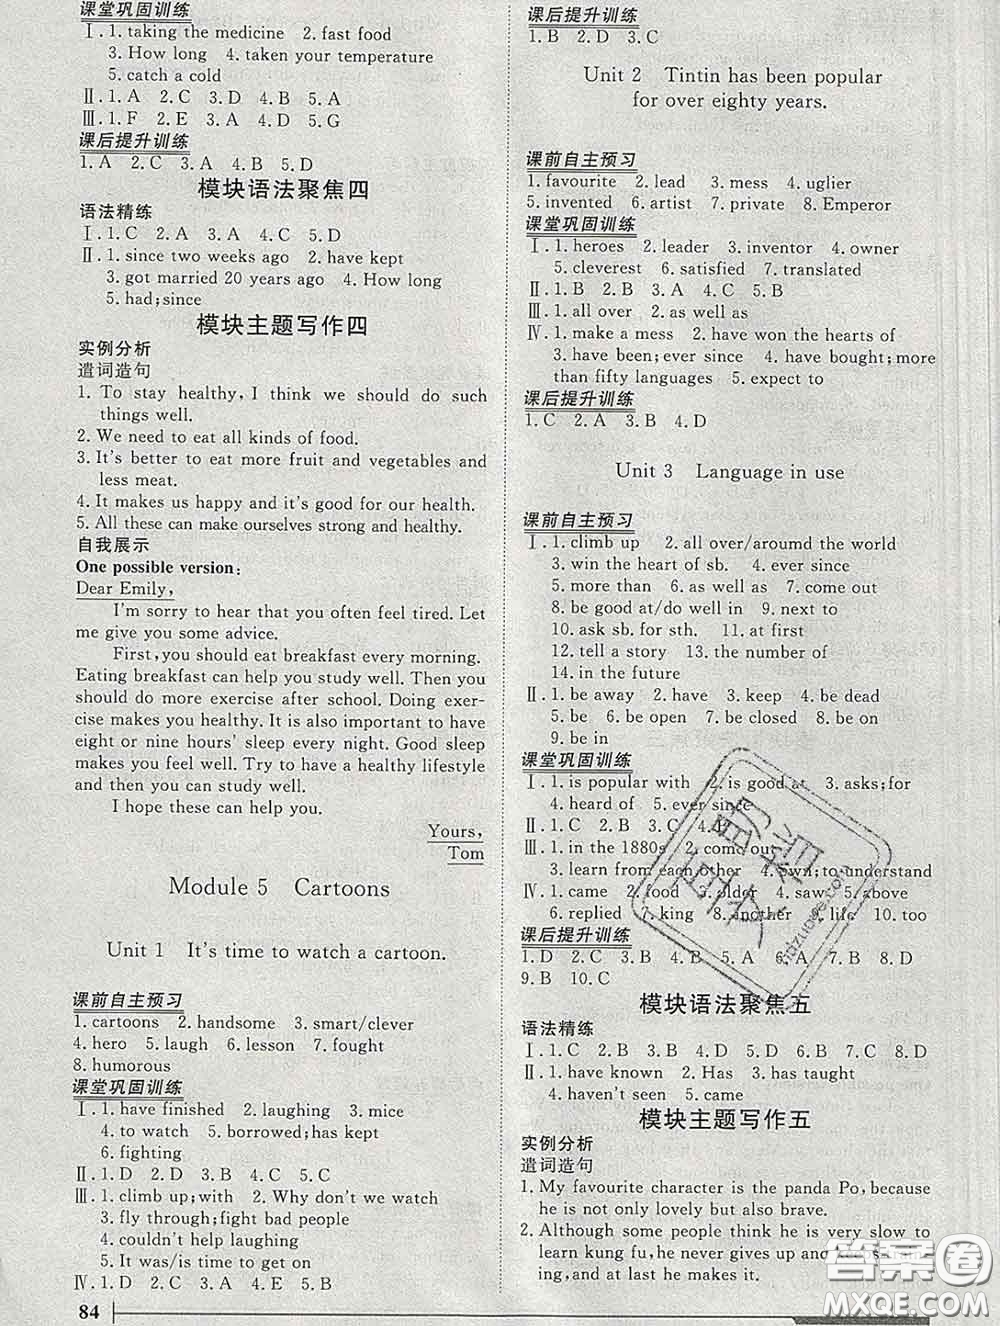 课堂巩固训练
Ⅰ. 1. taking the medicine 2. fast food
3. How long 4. taken your temperature
5. catch a cold
Ⅱ. 1. A 2. C 3. D 4. B 5. A
Ⅲ. 1. F 2. E 3. A 4. D 5. G
课后提升训练
1. A 2. C 3. A 4. B 5. D
模块语法聚焦四
语法精练
Ⅰ. 1. C 2. A 3. A 4. C 5. D
Ⅱ. 1. since two weeks ago 2. have kept
3. got married 20 years ago 4. How long
5. had; since
模块主题写作四
实例分析
遣词造句
1. To stay healthy, I think we should do such
things well.
2. We need to eat all kinds of food.
3. It's better to eat more fruit and vegetables and
less meat.
4. It makes us happy and it's good for our health.
5. All these can make ourselves strong and healthy.
自我展示
One possible version:
Dear Emily,
I'm sorry to hear that you often feel tired. Let
me give you some advice.
First, you should eat breakfast every morning.
Eating breakfast can help you study well. Then you
should do more exercise after school. Doing exer-
cise makes you healthy. It is also important to have
eight or nine hours' sleep every night. Good sleep
makes you feel well. Try to have a healthy lifestyle
and then you can study well.
I hope these can help you.
Yours,
Tom
Module 5 Cartoons
Unit 1 It's time to watch a cartoon.
课前自主预习
1. cartoons 2. handsome 3. smart/clever
4. hero 5. laugh 6. lesson 7. fought
8. humorous
课堂巩固训练
Ⅰ. 1. have finished 2. laughing 3. mice
4. to watch 5. borrowed; has kept
6. fighting
Ⅱ. 1. D 2. D 3. B 4. C 5. C
Ⅲ. 1. climb up; with 2. Why don't we watch
3. fly through; fight bad people
4. couldn't help laughing
5. It was/is time to get on
Ⅳ. 1. D 2. C 3. A 4. E 5. B
84
课后提升训练
1. B 2. D 3. C
Unit 2 Tintin has been popular
for over eighty years.
课前自主预习
1. favourite 2. lead 3. mess 4. uglier
5. invented 6. artist 7. private 8. Emperor
课堂巩固训练
Ⅰ. 1. heroes 2. leader 3. inventor 4. owner
5. cleverest 6. satisfied 7. translated
Ⅱ. 1. B 2. B 3. D 4. C 5. B
Ⅲ. 1. all over 2. as well as
Ⅳ. 1. make a mess 2. have won the hearts of
3. have been; ever since 4. have bought; more
than fifty languages 5. expect to
课后提升训练
1. C 2. A 3. B 4. D
Unit 3 Language in use
课前自主预习
Ⅰ. 1. climb up 2. all over/aroumd the world
3. win the heart of sb. 4. ever since
5. more than 6. as well as 7. come out
8. be good at/do well in 9. next to
10. ask sb. for sth. 11. at first
12. tell a story 13. the number of
14. in the future
Ⅱ. 1. be away 2. have 3. keep 4. be dead
5. be 6. be open 7. be closed 8. be on
9. be in
课堂巩固训练
Ⅰ. 1. is popular with 2. is good at 3. asks; for
4. heard of 5. ever since
Ⅱ. 1. D 2. B 3. C 4.
Ⅲ. 1. in the 1880s 2. come out
3. learn from each other 4. own; to understand
Ⅳ. 1. came 2. food 3. older 4. saw 5. above
6. replied 7. king 8. another 9. life 10. too
课后提升训练
1. D 2. C 3. B 4. B 5. A 6. A 7. B 8. D
9. B 10. C
模块语法聚焦五
语法精练
Ⅰ. 1. C 2. B 3. B 4. D 5. D 6. B 7. C 8. D
Ⅱ. 1. have known 2. Has 3. has taught
4. haven't seen 5. came
模块主题写作五
实例分析
遣词造句
1. My favourite character is the panda Po, because
he is not only lovely but also brave.
2. Although some people think he is very slow to
learn kung fu, he never gives up and
ing, and at last he makes it.
答案圈
MXQE.COM